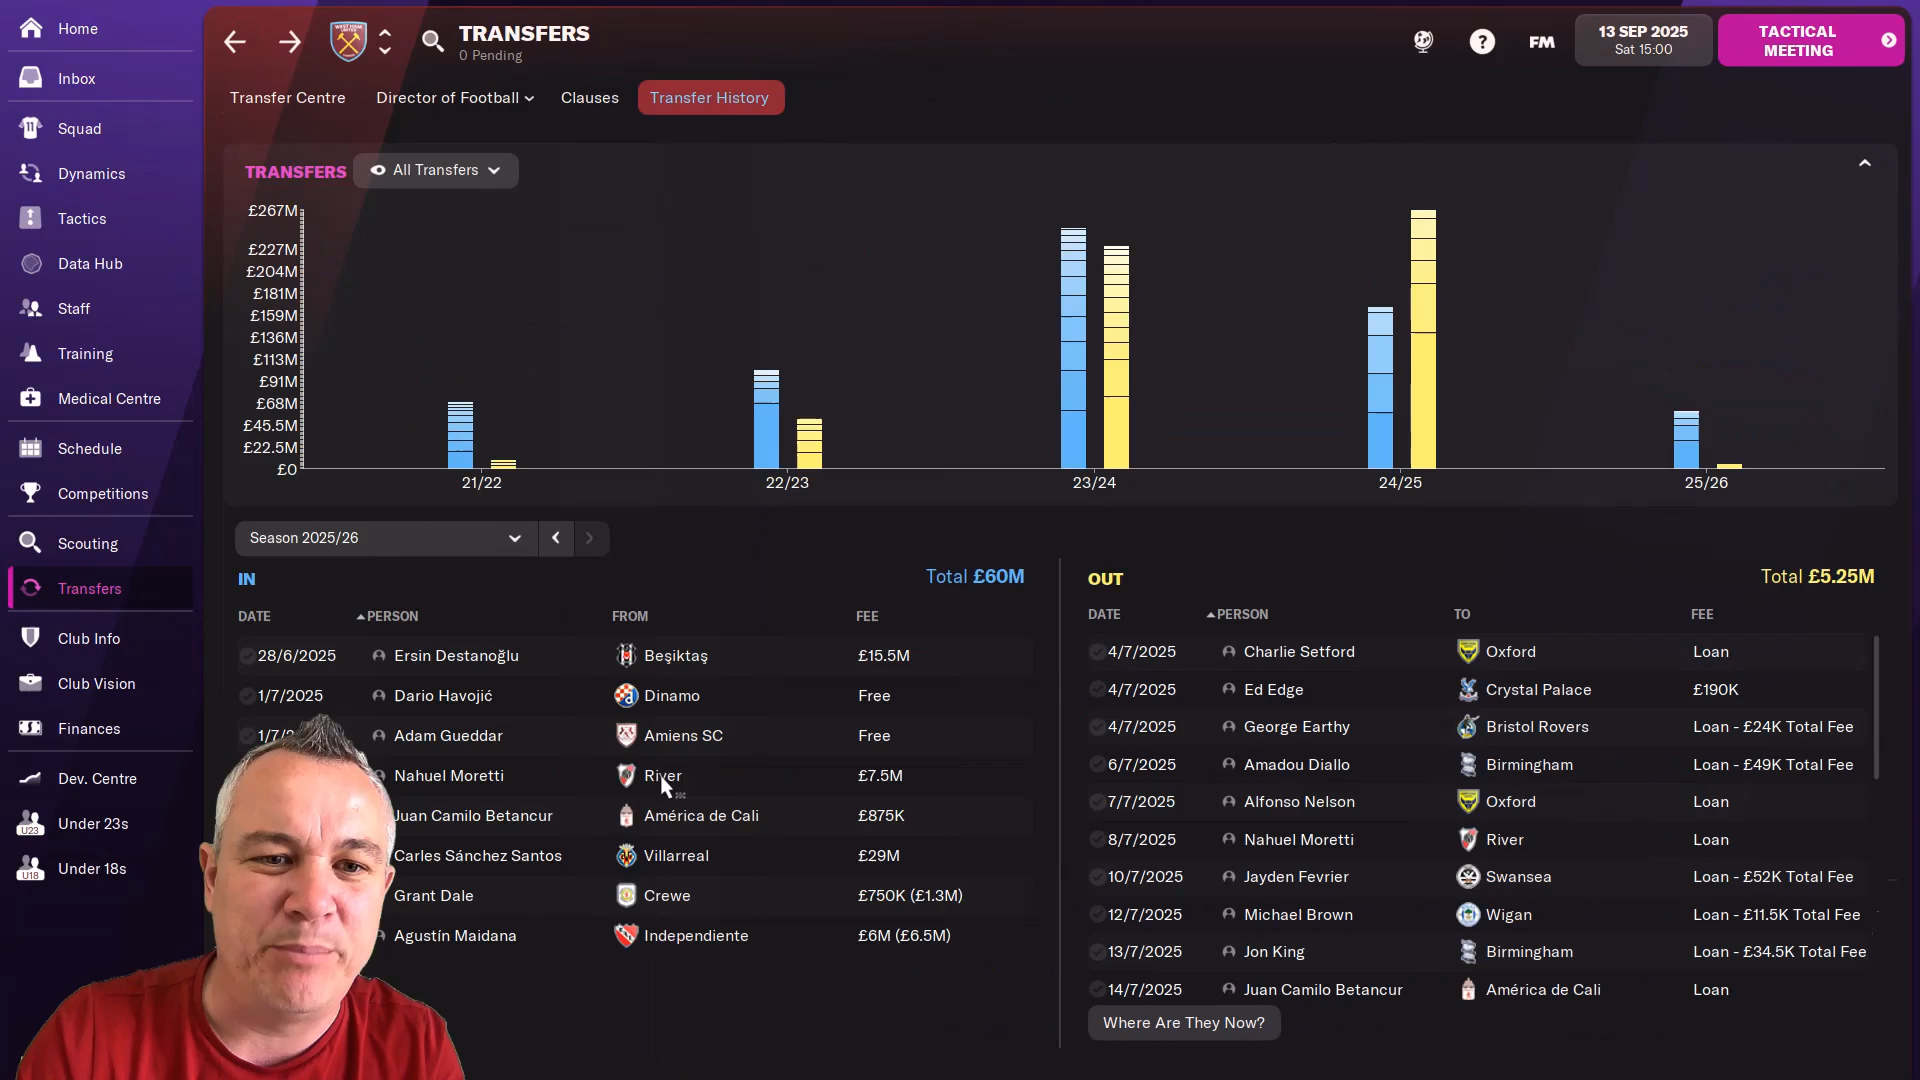 Home
Inbox
Squad
Dynamics
Tactics
Data Hub
Staff
Training
Medical Centre
Schedule
Competitions
Scouting
Transfers
Club Info
Club Vision
Finances
Dev. Centre
U23 Under 23s
U18 Under 18s
TRANSFERS
0 Pending
FM
13 SEP 2025
Sat 15:00
TACTICAL
MEETING
Transfer Centre Director of Football Clauses Transfer History
TRANSFERS All Transfers
£267M
£227M
£204M
£181M
£159M
£136M
£113M
£91M
£68M
£45.5M
£22.5M
£0
21/22 22/23 23/24 24/25 25/26
Season 2025/26
IN Total £60M
DATE PERSON FROM FEE
28/6/2025 Ersin Destanoğlu Beşiktaş £15.5M
1/7/2025 Dario Havojić Dinamo Free
1/7/2 Adam Gueddar Amiens SC Free
Nahuel Moretti River £7.5M
Juan Camilo Betancur América de Cali £875K
Carles Sánchez Santos Villarreal £29M
Grant Dale Crewe £750K (£1.3M)
Agustín Maidana Independiente £6M (£6.5M)
OUT Total £5.25M
DATE PERSON TO FEE
4/7/2025 Charlie Setford Oxford Loan
4/7/2025 Ed Edge Crystal Palace £190K
4/7/2025 George Earthy Bristol Rovers Loan - £24K Total Fee
6/7/2025 Amadou Diallo Birmingham Loan - £49K Total Fee
7/7/2025 Alfonso Nelson Oxford Loan
8/7/2025 Nahuel Moretti River Loan
10/7/2025 Jayden Fevrier Swansea Loan - £52K Total Fee
12/7/2025 Michael Brown Wigan Loan - £11.5K Total Fee
13/7/2025 Jon King Birmingham Loan - £34.5K Total Fee
14/7/2025 Juan Camilo Betancur América de Cali Loan
Where Are They Now?